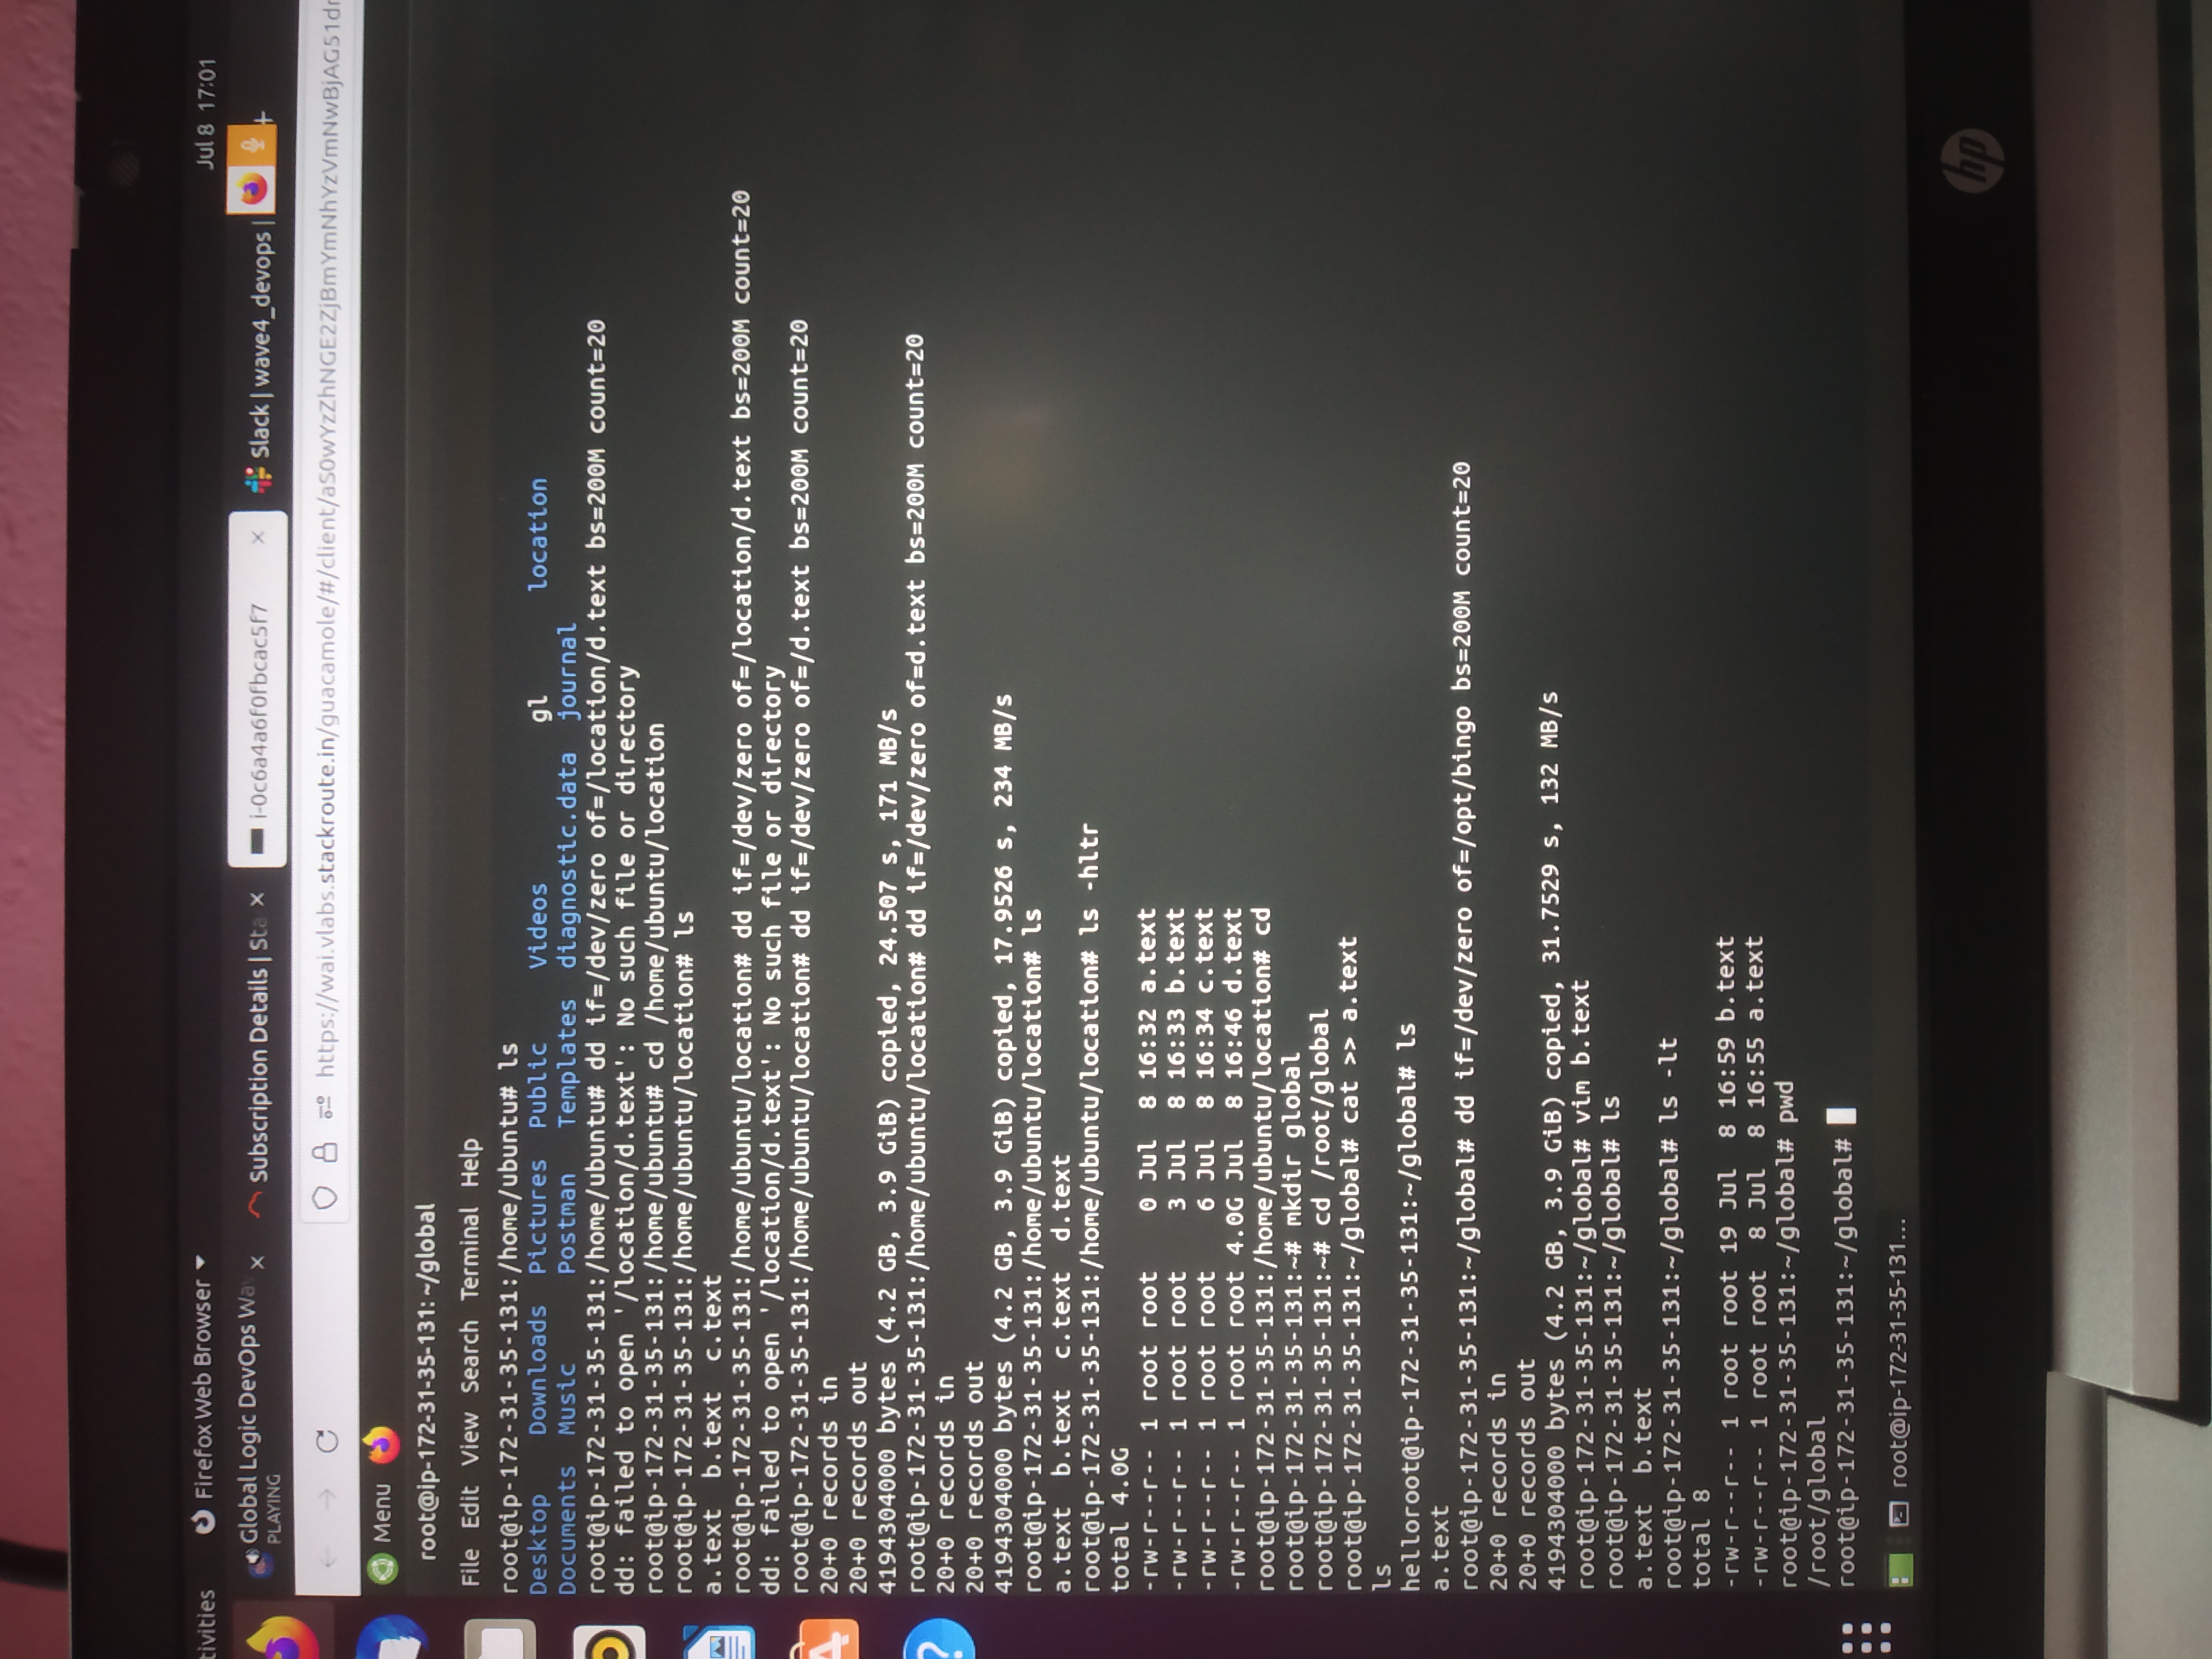 tivities Firefox Web Browser Jul 8 17:01
Global Logic DevOps Wa
PLAYING
Subscription Details | Sta
i-0c6a4a6f0fbcac5f7
Slack | wave4_devops |
https://wai.vlabs.stackroute.in/guacamole/#/client/aS0wYzZhNGE2ZjBmYmNhYzVmNwBjAG51dr
Menu
root@ip-172-31-35-131: ~/global
File Edit View Search Terminal Help
root@ip-172-31-35-131:/home/ubuntu# ls
Desktop Downloads Pictures Public Videos gl location
Documents Music Postman Templates diagnostic.data journal
root@ip-172-31-35-131:/home/ubuntu# dd if=/dev/zero of=/location/d.text bs=200M count=20
dd: failed to open '/location/d.text': No such file or directory
root@ip-172-31-35-131:/home/ubuntu# cd /home/ubuntu/location
root@ip-172-31-35-131:/home/ubuntu/location# ls
a.text b.text c.text
root@ip-172-31-35-131:/home/ubuntu/location# dd if=/dev/zero of=/location/d.text bs=200M count=20
dd: failed to open '/location/d.text': No such file or directory
root@ip-172-31-35-131:/home/ubuntu/location# dd if=/dev/zero of=/d.text bs=200M count=20
20+0 records in
20+0 records out
4194304000 bytes (4.2 GB, 3.9 GiB) copied, 24.507 s, 171 MB/s
root@ip-172-31-35-131:/home/ubuntu/location# dd if=/dev/zero of=d.text bs=200M count=20
20+0 records in
20+0 records out
4194304000 bytes (4.2 GB, 3.9 GiB) copied, 17.9526 s, 234 MB/s
root@ip-172-31-35-131:/home/ubuntu/location# ls
a.text b.text c.text d.text
root@ip-172-31-35-131:/home/ubuntu/location# ls -hltr
total 4.0G
-rw-r--r-- 1 root root 0 Jul 8 16:32 a.text
-rw-r--r-- 1 root root 3 Jul 8 16:33 b.text
-rw-r--r-- 1 root root 6 Jul 8 16:34 c.text
-rw-r--r-- 1 root root 4.0G Jul 8 16:46 d.text
root@ip-172-31-35-131:/home/ubuntu/location# cd
root@ip-172-31-35-131:~# mkdir global
root@ip-172-31-35-131:~# cd /root/global
root@ip-172-31-35-131:~/global# cat >> a.text
ls
helloroot@ip-172-31-35-131:~/global# ls
a.text
root@ip-172-31-35-131:~/global# dd if=/dev/zero of=/opt/bingo bs=200M count=20
20+0 records in
20+0 records out
4194304000 bytes (4.2 GB, 3.9 GiB) copied, 31.7529 s, 132 MB/s
root@ip-172-31-35-131:~/global# vim b.text
root@ip-172-31-35-131:~/global# ls
a.text b.text
root@ip-172-31-35-131:~/global# ls -lt
total 8
-rw-r--r-- 1 root root 19 Jul 8 16:59 b.text
-rw-r--r-- 1 root root 8 Jul 8 16:55 a.text
root@ip-172-31-35-131:~/global# pwd
/root/global
root@ip-172-31-35-131:~/global#
root@ip-172-31-35-131...
hp